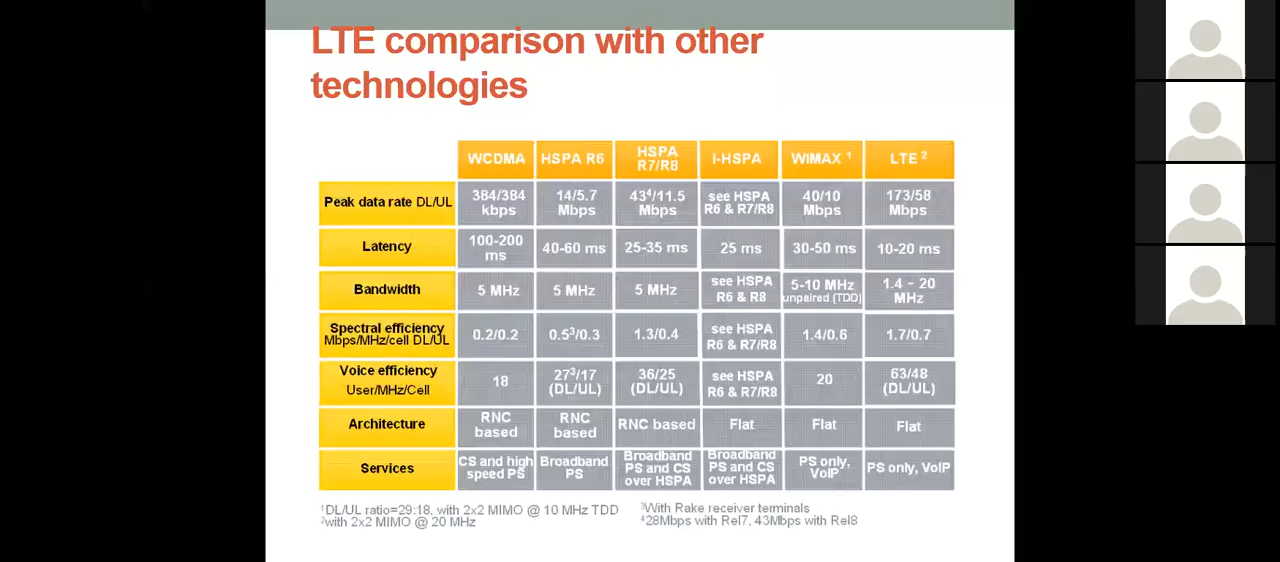 LTE comparison with other
technologies
WCDMA HSPA R6 HSPA R7/R8 I-HSPA WIMAX ¹ LTE ²
Peak data rate DL/UL 384/384 kbps 14/5.7 Mbps 43⁴/11.5 Mbps see HSPA R6 & R7/R8 40/10 Mbps 173/58 Mbps
Latency 100-200 ms 40-60 ms 25-35 ms 25 ms 30-50 ms 10-20 ms
Bandwidth 5 MHz 5 MHz 5 MHz see HSPA R6 & R8 5-10 MHz unpaired (TDD) 1.4 – 20 MHz
Spectral efficiency Mbps/MHz/cell DL/UL 0.2/0.2 0.5³/0.3 1.3/0.4 see HSPA R6 & R7/R8 1.4/0.6 1.7/0.7
Voice efficiency User/MHz/Cell 18 27³/17 (DL/UL) 36/25 (DL/UL) see HSPA R6 & R7/R8 20 63/48 (DL/UL)
Architecture RNC based RNC based RNC based Flat Flat Flat
Services CS and high speed PS Broadband PS Broadband PS and CS over HSPA Broadband PS and CS over HSPA PS only, VoIP PS only, VoIP
¹DL/UL ratio=29:18, with 2x2 MIMO @ 10 MHz TDD
²with 2x2 MIMO @ 20 MHz
³With Rake receiver terminals
⁴28Mbps with Rel7, 43Mbps with Rel8